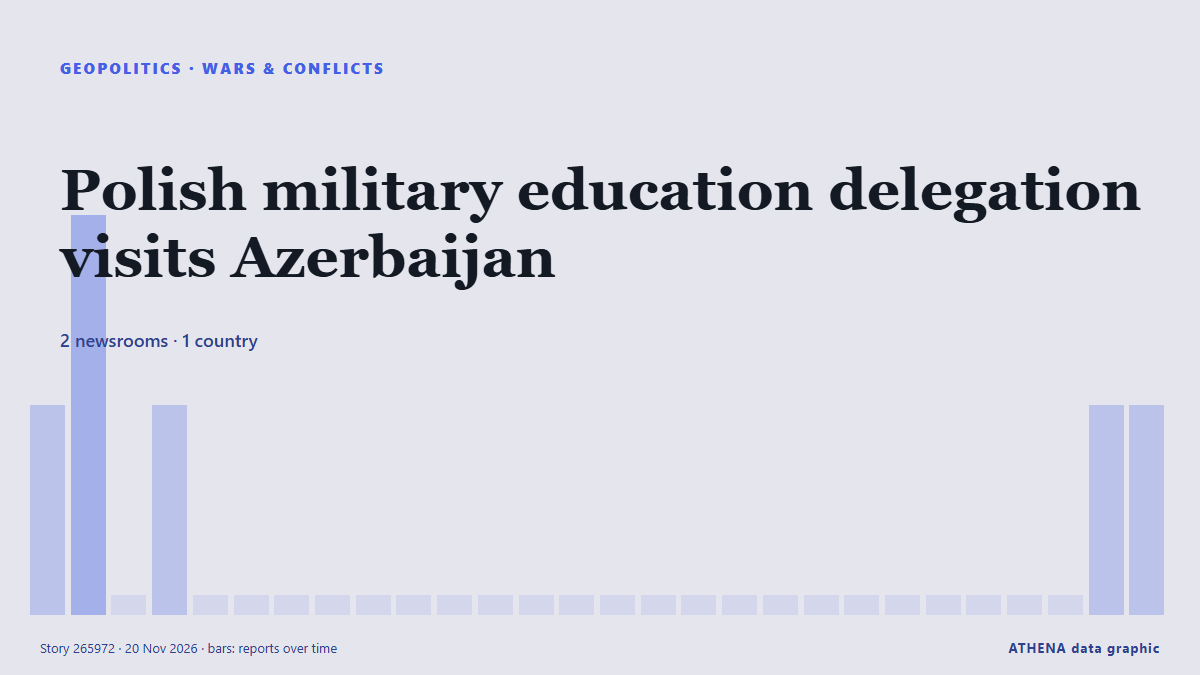 GEOPOLITICS · WARS & CONFLICTS
Polish military education delegation
visits Azerbaijan
2 newsrooms · 1 country
Story 265972 · 20 Nov 2026 · bars: reports over time
ATHENA data graphic